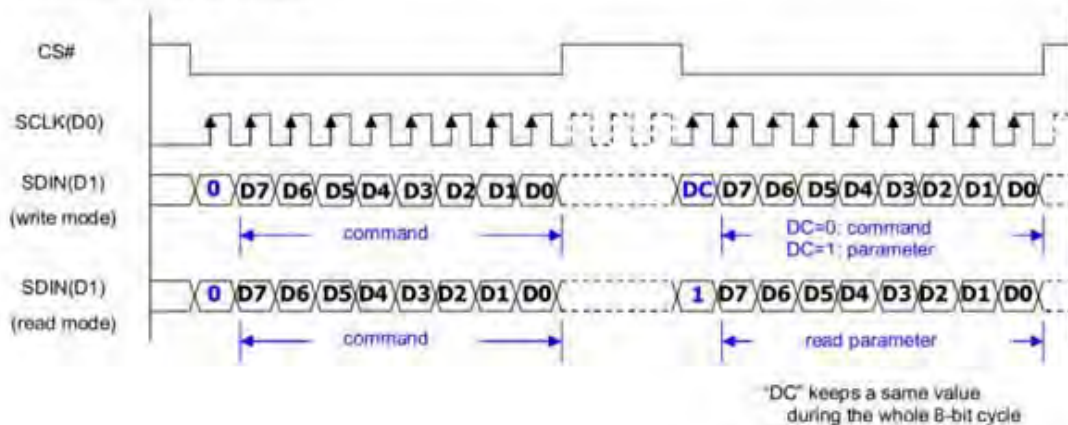 CS#
SCLK(D0)
SDIN(D1) 0 D7 D6 D5 D4 D3 D2 D1 D0 DC D7 D6 D5 D4 D3 D2 D1 D0
(write mode) command DC=0: command
DC=1: parameter
SDIN(D1) 0 D7 D6 D5 D4 D3 D2 D1 D0 1 D7 D6 D5 D4 D3 D2 D1 D0
(read mode) command read parameter
"DC" keeps a same value
during the whole 8-bit cycle